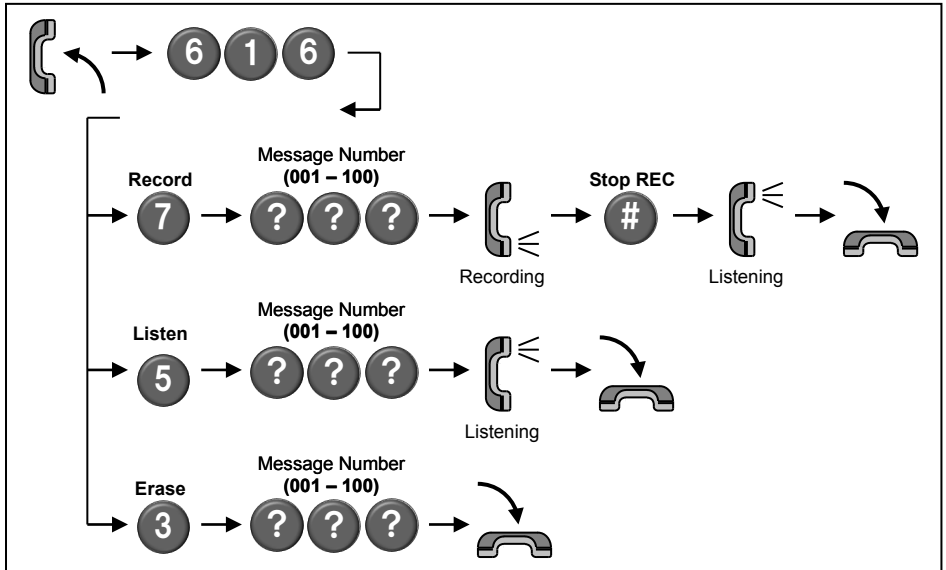 6 1 6
Message Number
(001 – 100)
Record
Stop REC
7 ? ? ? #
Recording
Listening
Message Number
(001 – 100)
Listen
5 ? ? ?
Listening
Message Number
(001 – 100)
Erase
3 ? ? ?